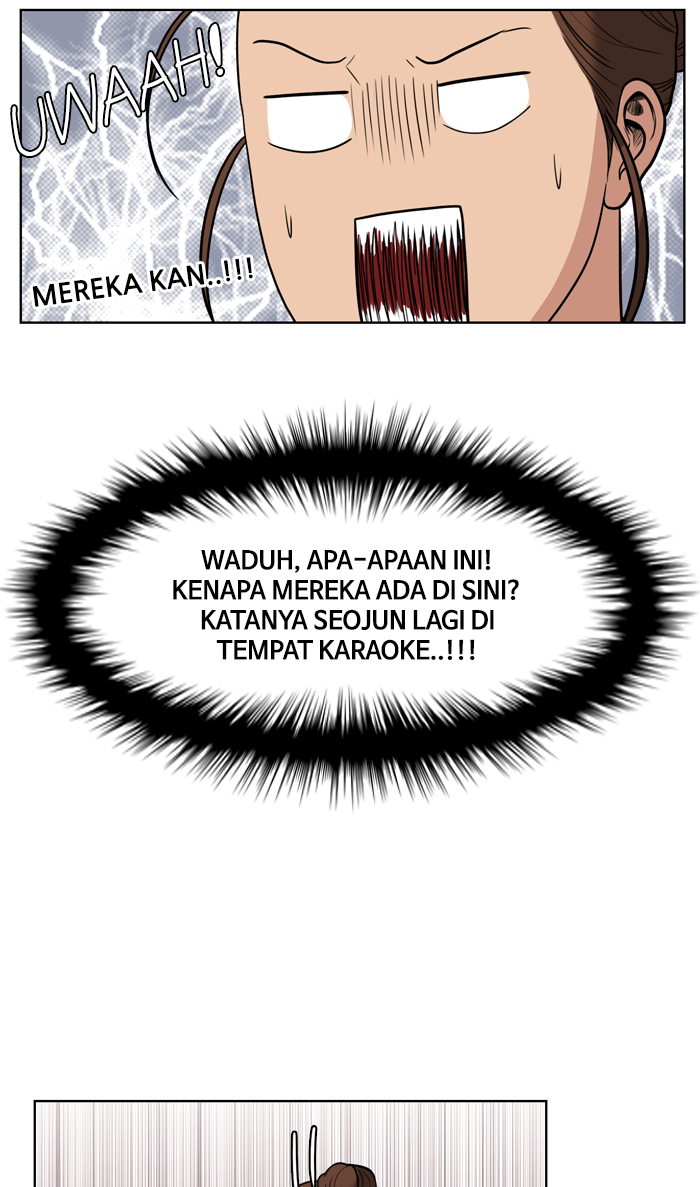 UWAAH!
MEREKA KAN..!!!
WADUH, APA-APAAN INI!
KENAPA MEREKA ADA DI SINI?
KATANYA SEOJUN LAGI DI
TEMPAT KARAOKE..!!!